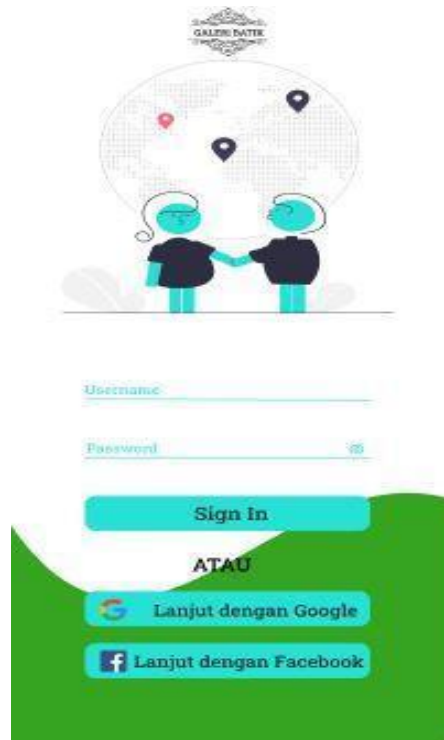 GALERI BATIK
Username
Password
Sign In
ATAU
Lanjut dengan Google
Lanjut dengan Facebook